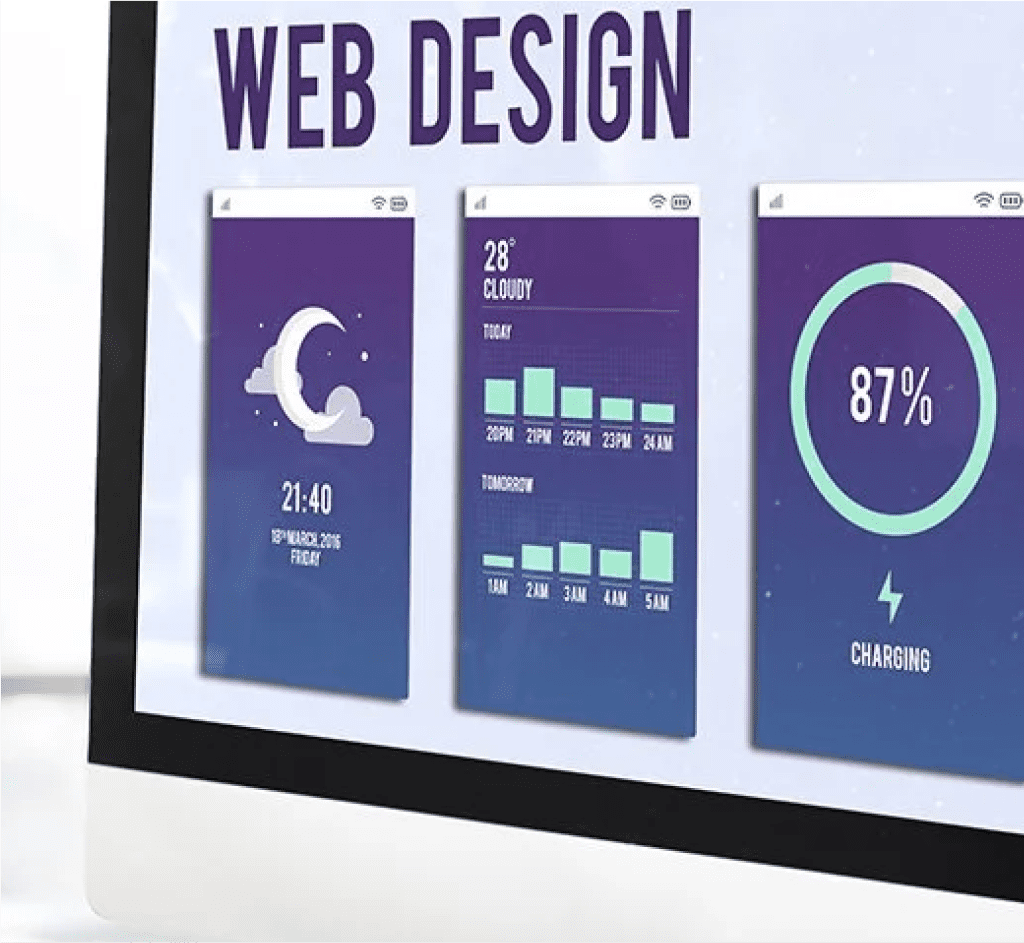 WEB DESIGN
21:40
18TH MARCH, 2016
FRIDAY
28°
CLOUDY
TODAY
20PM 21PM 22PM 23PM 24AM
TOMORROW
1AM 2AM 3AM 4AM 5AM
87%
CHARGING